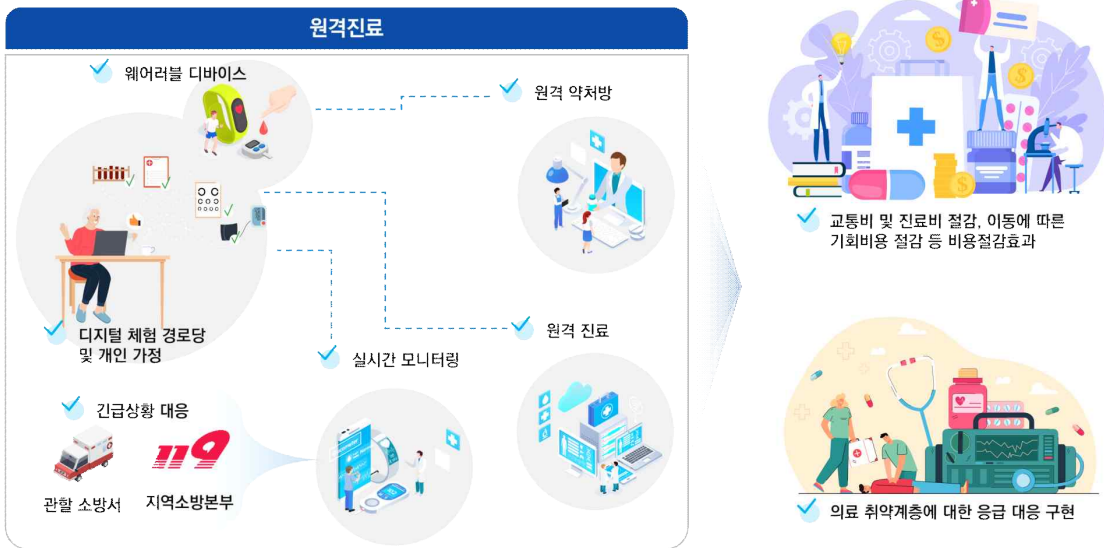 원격진료
웨어러블 디바이스
원격 약처방
디지털 체험 경로당
및 개인 가정
원격 진료
실시간 모니터링
긴급상황 대응
119
관할 소방서
지역소방본부
교통비 및 진료비 절감, 이동에 따른
기회비용 절감 등 비용절감효과
의료 취약계층에 대한 응급 대응 구현